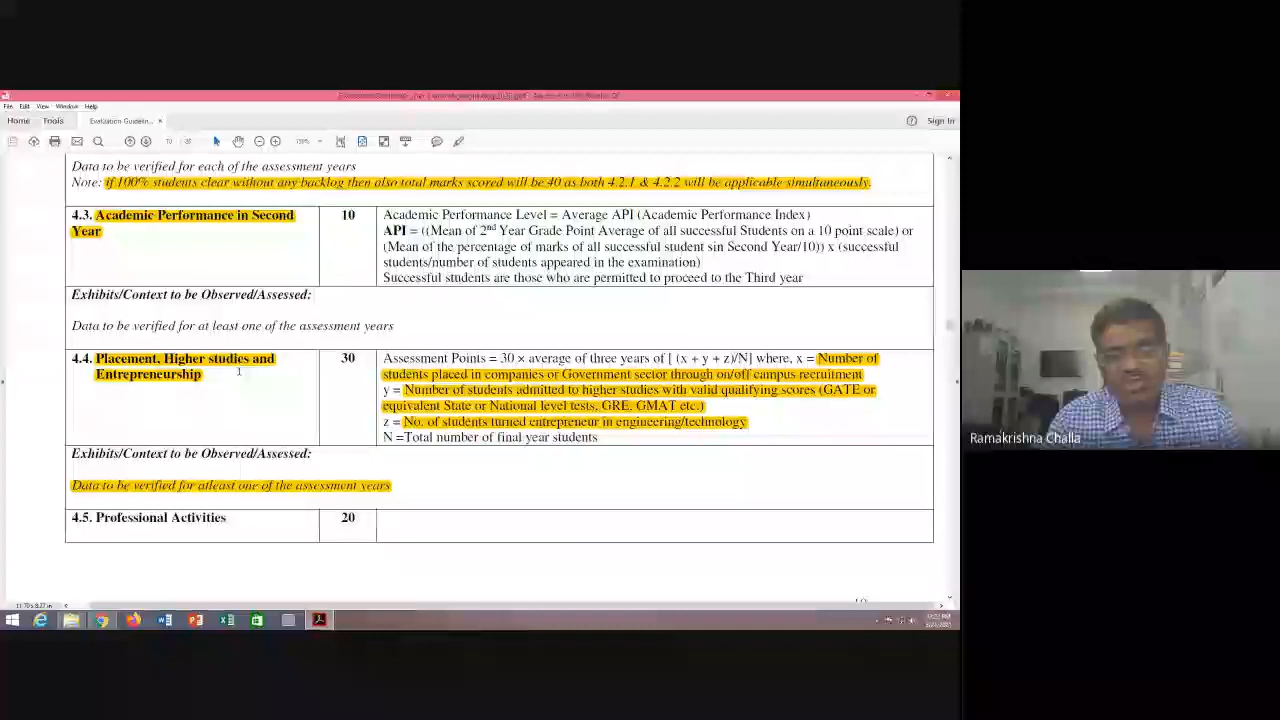 File Edit View Window Help
Home Tools Evaluation Guidelin... × Sign In
Data to be verified for each of the assessment years
Note: if 100% students clear without any backlog then also total marks scored will be 40 as both 4.2.1 & 4.2.2 will be applicable simultaneously.
4.3. Academic Performance in Second Year 10 Academic Performance Level = Average API (Academic Performance Index)
API = ((Mean of 2nd Year Grade Point Average of all successful Students on a 10 point scale) or
(Mean of the percentage of marks of all successful student sin Second Year/10)) x (successful
students/number of students appeared in the examination)
Successful students are those who are permitted to proceed to the Third year
Exhibits/Context to be Observed/Assessed:
Data to be verified for at least one of the assessment years
4.4. Placement, Higher studies and Entrepreneurship 30 Assessment Points = 30 × average of three years of [ (x + y + z)/N] where, x = Number of
students placed in companies or Government sector through on/off campus recruitment
y = Number of students admitted to higher studies with valid qualifying scores (GATE or
equivalent State or National level tests, GRE, GMAT etc.)
z = No. of students turned entrepreneur in engineering/technology
N =Total number of final year students
Exhibits/Context to be Observed/Assessed:
Data to be verified for atleast one of the assessment years
4.5. Professional Activities 20
Ramakrishna Challa